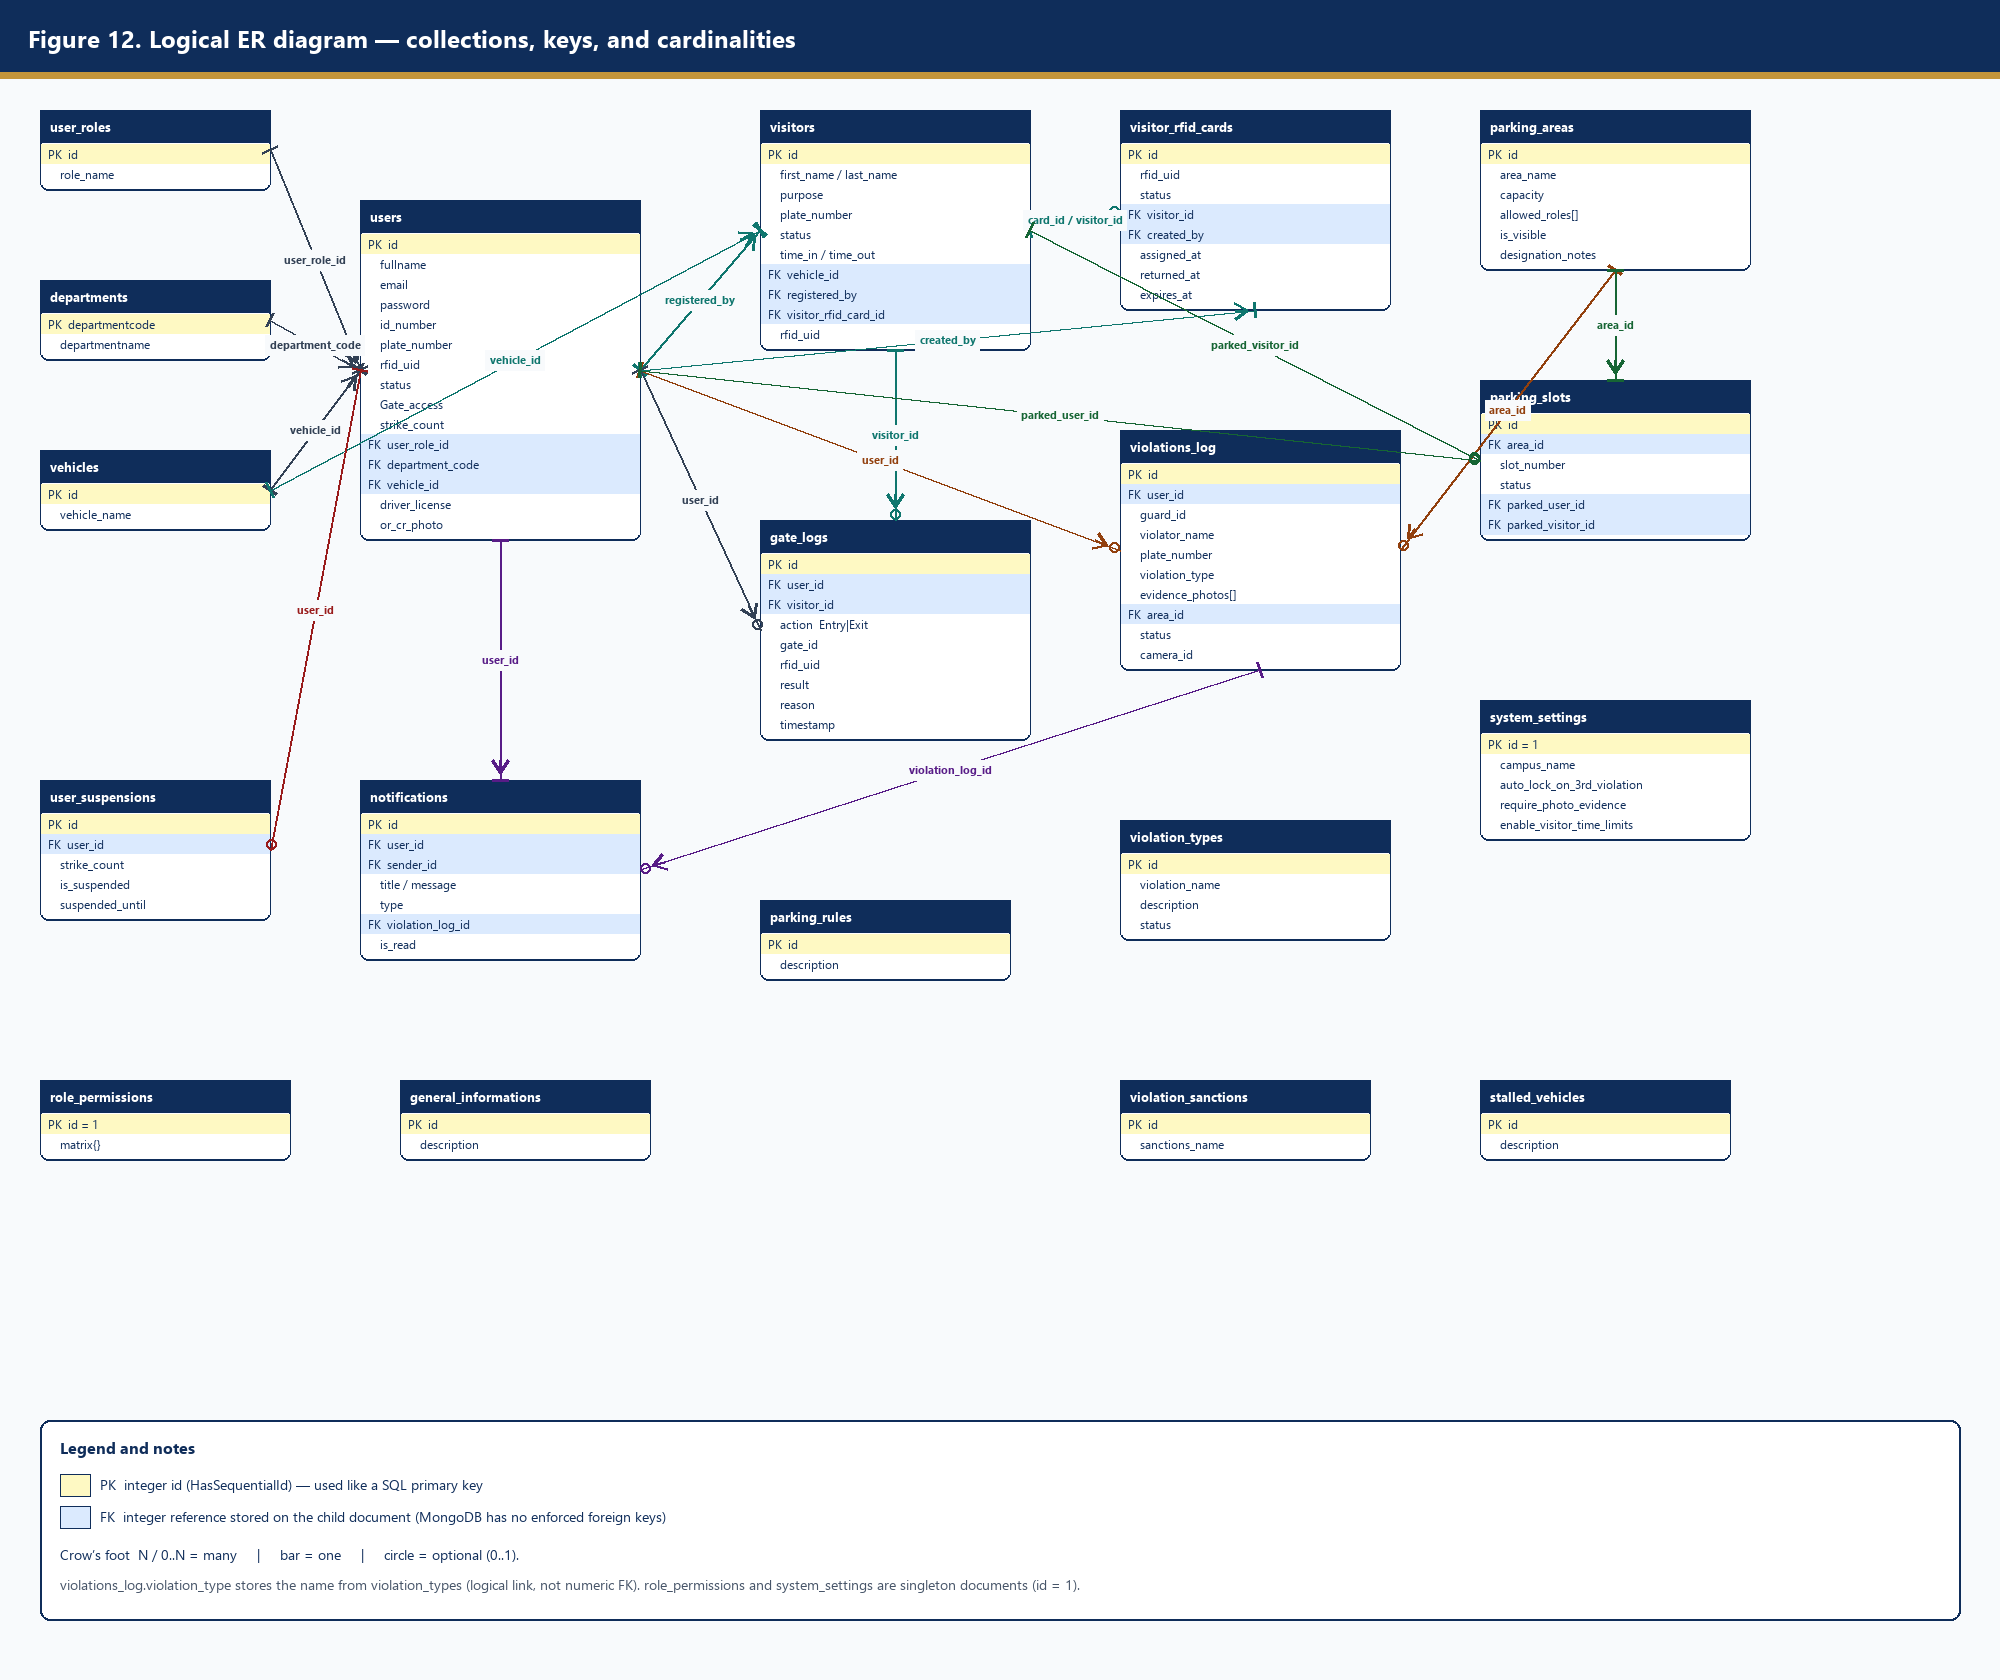 Figure 12. Logical ER diagram — collections, keys, and cardinalities
user_roles
PK id
role_name
departments
PK departmentcode
departmentname
vehicles
PK id
vehicle_name
user_role_id
department_code
vehicle_id
users
PK id
fullname
email
password
id_number
plate_number
rfid_uid
status
Gate_access
strike_count
FK user_role_id
FK department_code
FK vehicle_id
driver_license
or_cr_photo
vehicle_id
registered_by
visitors
PK id
first_name / last_name
purpose
plate_number
status
time_in / time_out
FK vehicle_id
FK registered_by
FK visitor_rfid_card_id
rfid_uid
card_id / visitor_id
created_by
visitor_rfid_cards
PK id
rfid_uid
status
FK visitor_id
FK created_by
assigned_at
returned_at
expires_at
parked_visitor_id
parking_areas
PK id
area_name
capacity
allowed_roles[]
is_visible
designation_notes
area_id
area_id
parking_slots
PK id
FK area_id
slot_number
status
FK parked_user_id
FK parked_visitor_id
parked_user_id
visitor_id
user_id
user_id
violations_log
PK id
FK user_id
guard_id
violator_name
plate_number
violation_type
evidence_photos[]
FK area_id
status
camera_id
gate_logs
PK id
FK user_id
FK visitor_id
action Entry|Exit
gate_id
rfid_uid
result
reason
timestamp
user_id
user_id
violation_log_id
user_suspensions
PK id
FK user_id
strike_count
is_suspended
suspended_until
notifications
PK id
FK user_id
FK sender_id
title / message
type
FK violation_log_id
is_read
parking_rules
PK id
description
violation_types
PK id
violation_name
description
status
system_settings
PK id = 1
campus_name
auto_lock_on_3rd_violation
require_photo_evidence
enable_visitor_time_limits
role_permissions
PK id = 1
matrix{}
general_informations
PK id
description
violation_sanctions
PK id
sanctions_name
stalled_vehicles
PK id
description
Legend and notes
PK integer id (HasSequentialId) — used like a SQL primary key
FK integer reference stored on the child document (MongoDB has no enforced foreign keys)
Crow's foot N / 0..N = many | bar = one | circle = optional (0..1).
violations_log.violation_type stores the name from violation_types (logical link, not numeric FK). role_permissions and system_settings are singleton documents (id = 1).